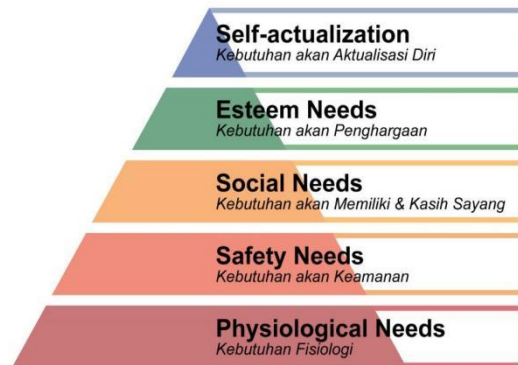 Self-actualization
Kebutuhan akan Aktualisasi Diri
Esteem Needs
Kebutuhan akan Penghargaan
Social Needs
Kebutuhan akan Memiliki & Kasih Sayang
Safety Needs
Kebutuhan akan Keamanan
Physiological Needs
Kebutuhan Fisiologi